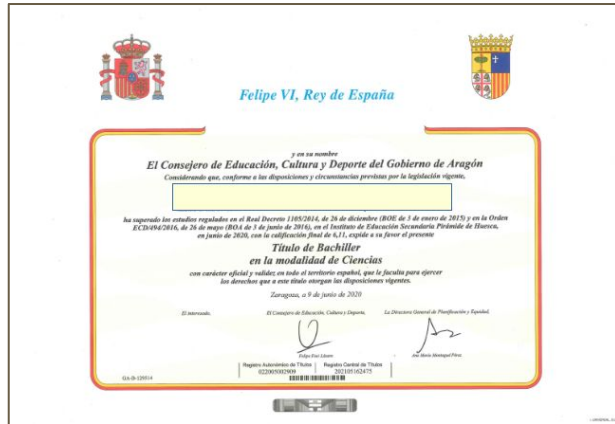 Felipe VI, Rey de España
y en su nombre
El Consejero de Educación, Cultura y Deporte del Gobierno de Aragón
Considerando que, conforme a las disposiciones y circunstancias previstas por la legislación vigente,
ha superado los estudios regulados en el Real Decreto 1105/2014, de 26 de diciembre (BOE de 3 de enero de 2015) y en la Orden
ECD/494/2016, de 26 de mayo (BOA de 3 de junio de 2016), en el Instituto de Educación Secundaria Pirámide de Huesca,
en junio de 2020, con la calificación final de 6,11, expide a su favor el presente
Título de Bachiller
en la modalidad de Ciencias
con carácter oficial y validez en todo el territorio español, que le faculta para ejercer
los derechos que a este título otorgan las disposiciones vigentes.
Zaragoza, a 9 de junio de 2020
El interesado, El Consejero de Educación, Cultura y Deporte, La Directora General de Planificación y Equidad,
Felipe Faci Lázaro Ana María Montagud Pérez
Registro Autonómico de Títulos Registro Central de Títulos
022005002909 202105162475
GA-B-135914